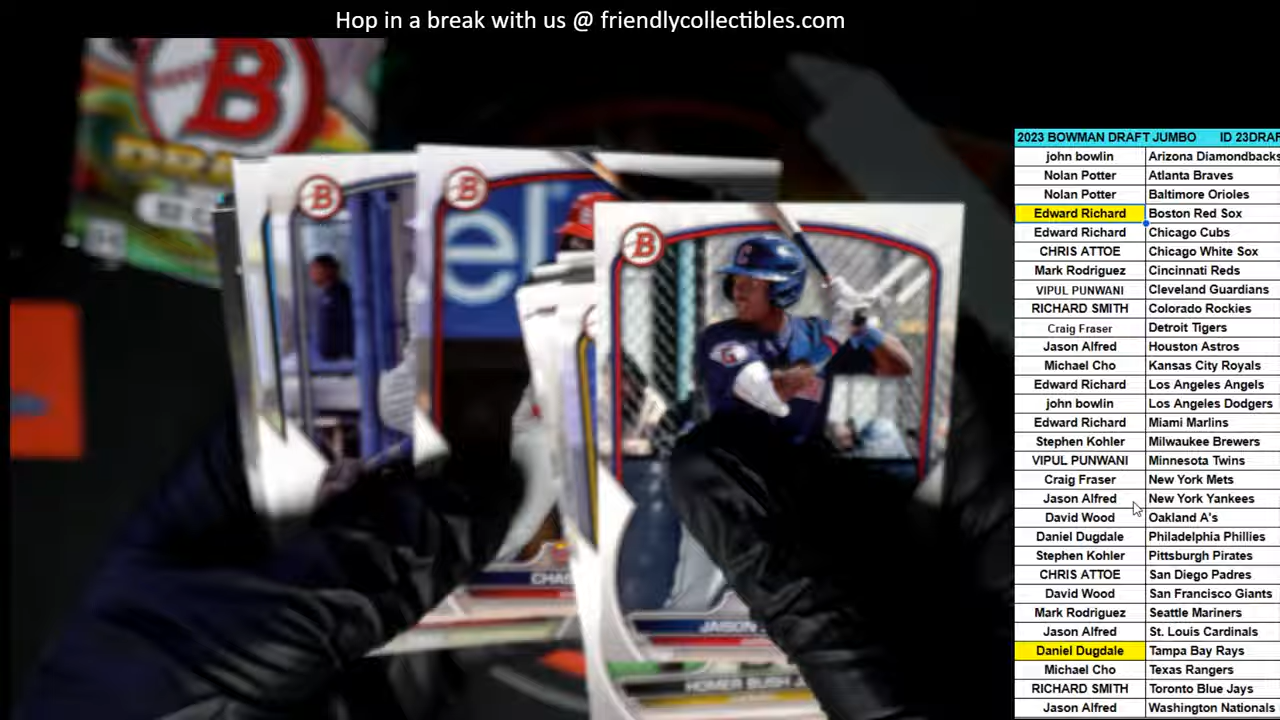 Hop in a break with us @ friendlycollectibles.com
2023 BOWMAN DRAFT JUMBO ID 23DRAF
john bowlin Arizona Diamondbacks
Nolan Potter Atlanta Braves
Nolan Potter Baltimore Orioles
Edward Richard Boston Red Sox
Edward Richard Chicago Cubs
CHRIS ATTOE Chicago White Sox
Mark Rodriguez Cincinnati Reds
VIPUL PUNWANI Cleveland Guardians
RICHARD SMITH Colorado Rockies
Craig Fraser Detroit Tigers
Jason Alfred Houston Astros
Michael Cho Kansas City Royals
Edward Richard Los Angeles Angels
john bowlin Los Angeles Dodgers
Edward Richard Miami Marlins
Stephen Kohler Milwaukee Brewers
VIPUL PUNWANI Minnesota Twins
Craig Fraser New York Mets
Jason Alfred New York Yankees
David Wood Oakland A's
Daniel Dugdale Philadelphia Phillies
Stephen Kohler Pittsburgh Pirates
CHRIS ATTOE San Diego Padres
David Wood San Francisco Giants
Mark Rodriguez Seattle Mariners
Jason Alfred St. Louis Cardinals
Daniel Dugdale Tampa Bay Rays
Michael Cho Texas Rangers
RICHARD SMITH Toronto Blue Jays
Jason Alfred Washington Nationals
B
B
B
B
er
C
G
CHAS
JAISON
HOMER BUSH J